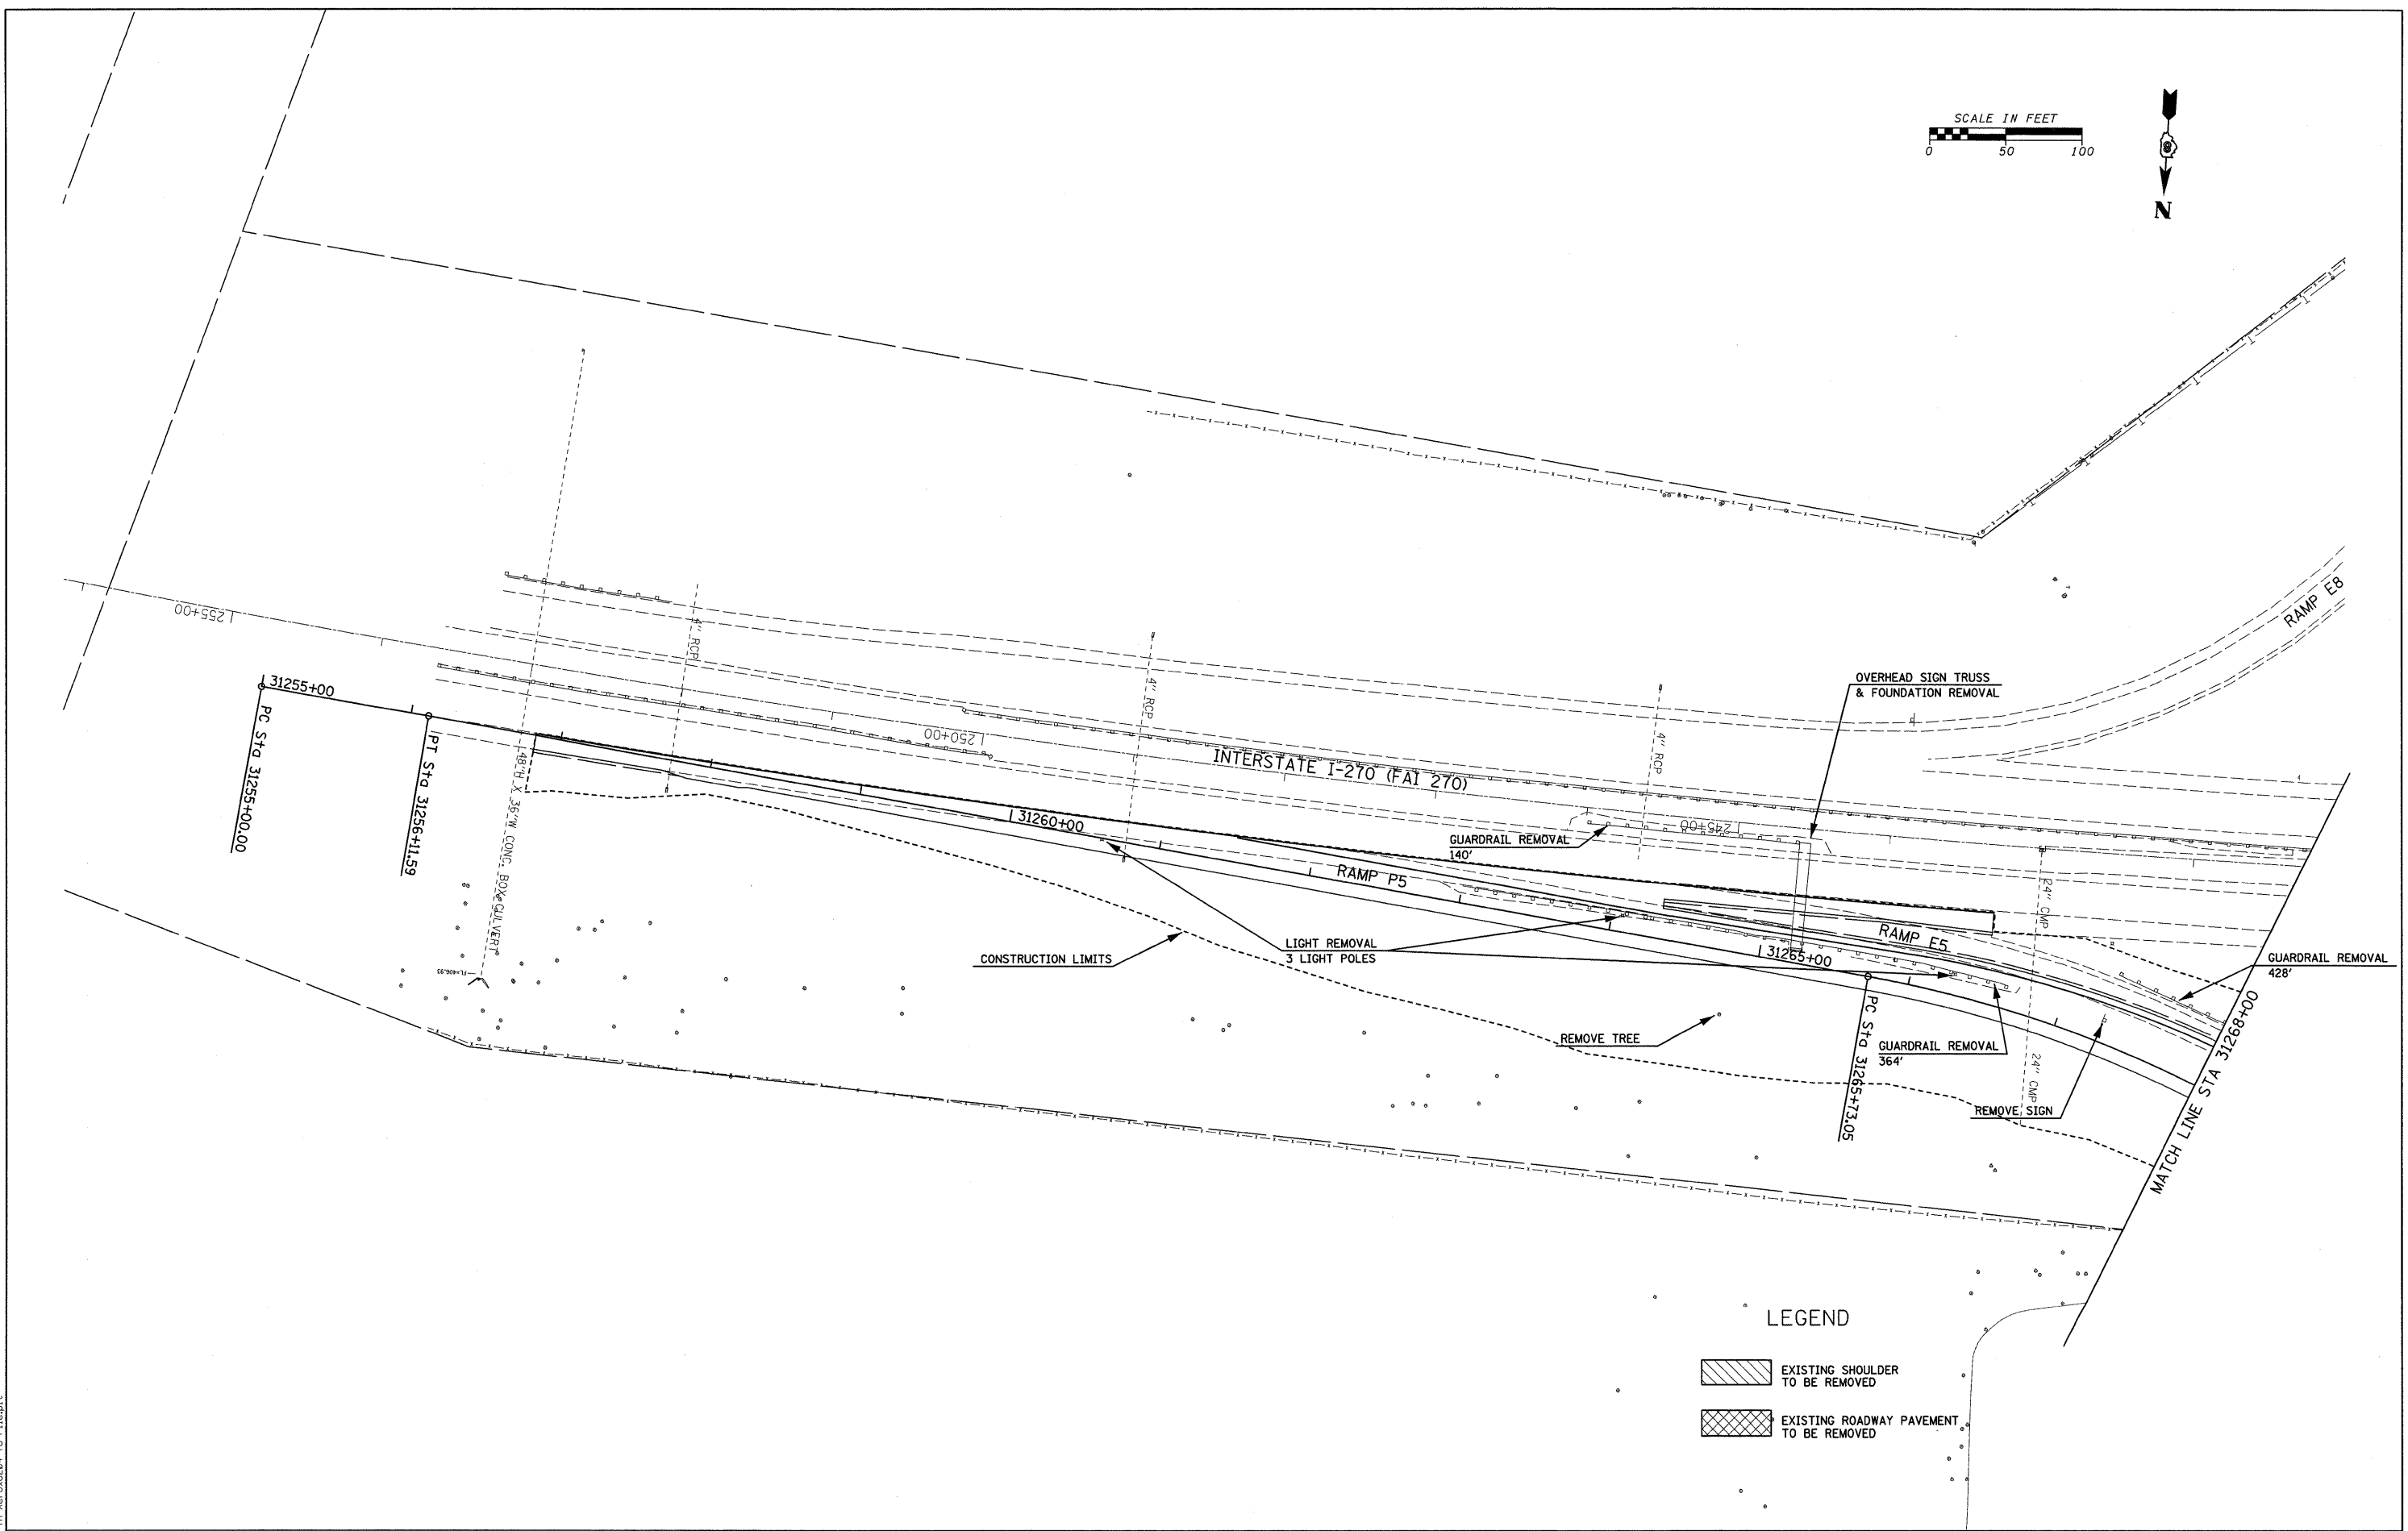 SCALE IN FEET
0 50 100
N
RAMP E8
255+00
31255+00
PC Sta 31255+00.00
PT Sta 31256+11.59
4'' RCP
4'' RCP
4'' RCP
48"H X 36"W CONC. BOX CULVERT
FL=406.93
250+00
INTERSTATE I-270 (FAI 270)
31260+00
RAMP P5
OVERHEAD SIGN TRUSS
& FOUNDATION REMOVAL
GUARDRAIL REMOVAL
140'
245+00
24'' CMP
RAMP E5
31265+00
LIGHT REMOVAL
3 LIGHT POLES
CONSTRUCTION LIMITS
GUARDRAIL REMOVAL
428'
REMOVE TREE
GUARDRAIL REMOVAL
364'
PC Sta 31265+73.05
24'' CMP
REMOVE SIGN
MATCH LINE STA 31268+00
LEGEND
EXISTING SHOULDER
TO BE REMOVED
EXISTING ROADWAY PAVEMENT
TO BE REMOVED